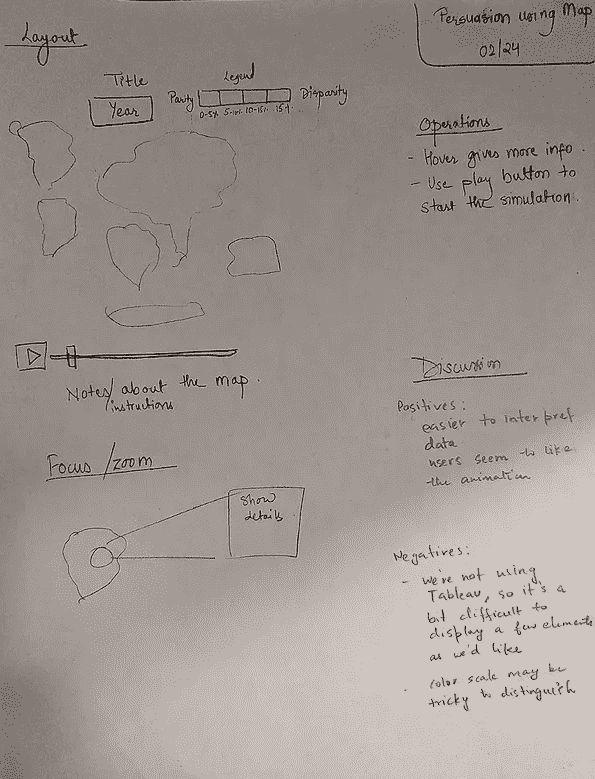 Layout
Persuasion using Map
02/24
Title
Year
Legend
Parity
Disparity
0-5% 5-10% 10-15% 15+
Operations
- Hover gives more info.
- Use play button to
start the simulation.
Notes/about the map.
/instructions
Focus/zoom
show
details
Discussion
Positives:
easier to interpret
data
users seem to like
the animation
Negatives:
- we're not using
Tableau, so it's a
bit difficult to
display a few elements
as we'd like
- color scale may be
tricky to distinguish